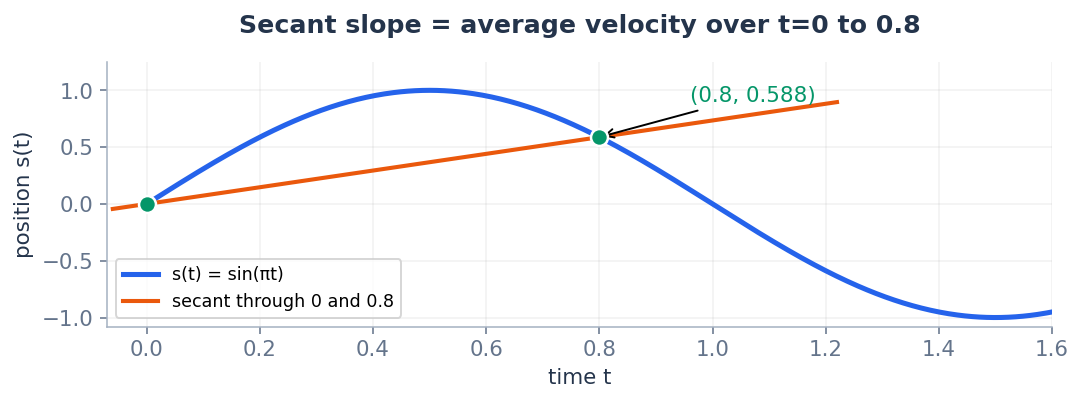 Secant slope = average velocity over t=0 to 0.8
(0.8, 0.588)
position s(t)
1.0
0.5
0.0
−0.5
−1.0
s(t) = sin(πt)
secant through 0 and 0.8
0.0 0.2 0.4 0.6 0.8 1.0 1.2 1.4 1.6
time t